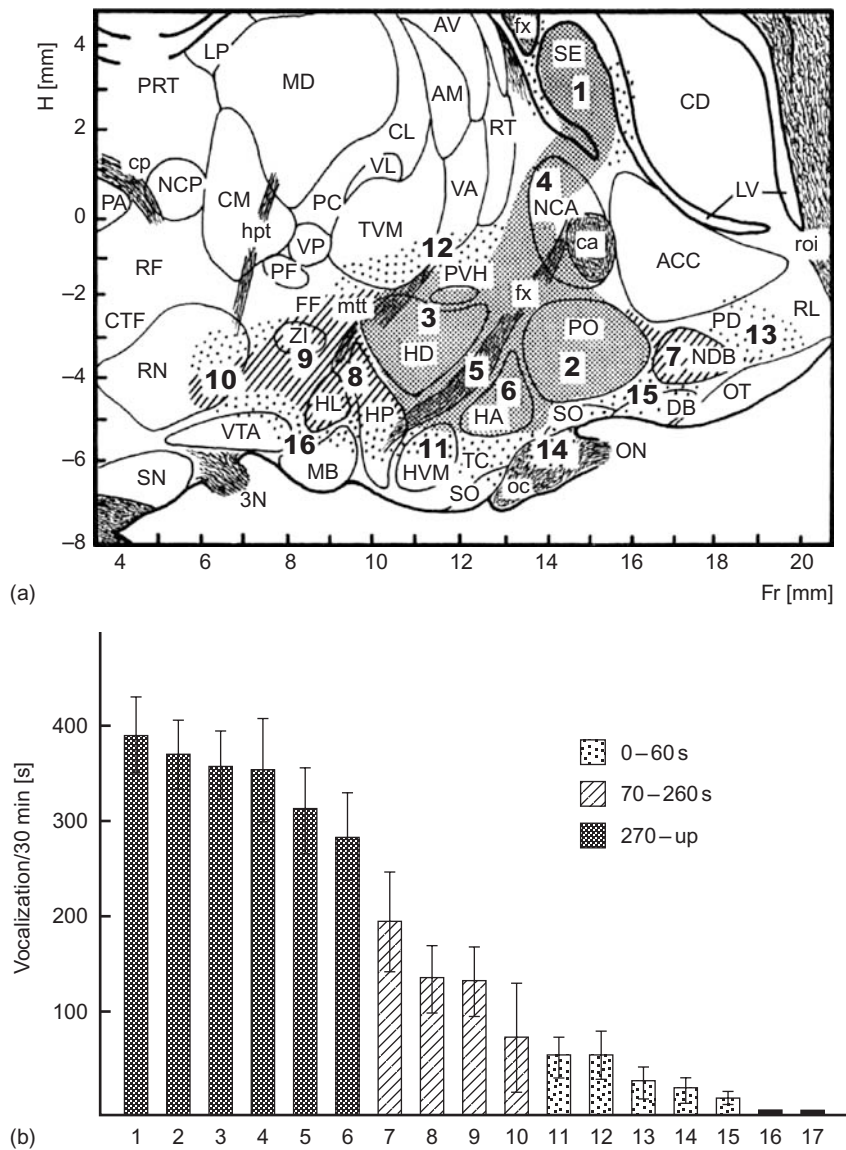 H [mm]
4
2
0
–2
–4
–6
–8
LP
PRT
MD
AV
fx
SE
1
AM
CD
CL
RT
cp
NCP
VL
VA
4
PA
CM
PC
NCA
LV
hpt
TVM
ca
VP
12
ACC
roi
RF
PF
PVH
fx
FF
mtt
RL
CTF
3
PO
PD
13
ZI
HD
7
NDB
RN
9
5
2
10
8
6
15
OT
HL
HP
HA
SO
DB
VTA
16
11
14
ON
SN
MB
HVM
TC
3N
SO
oc
4 6 8 10 12 14 16 18 20
(a)
Fr [mm]
Vocalization/30 min [s]
400
300
200
100
0–60 s
70–260 s
270–up
(b)
1 2 3 4 5 6 7 8 9 10 11 12 13 14 15 16 17